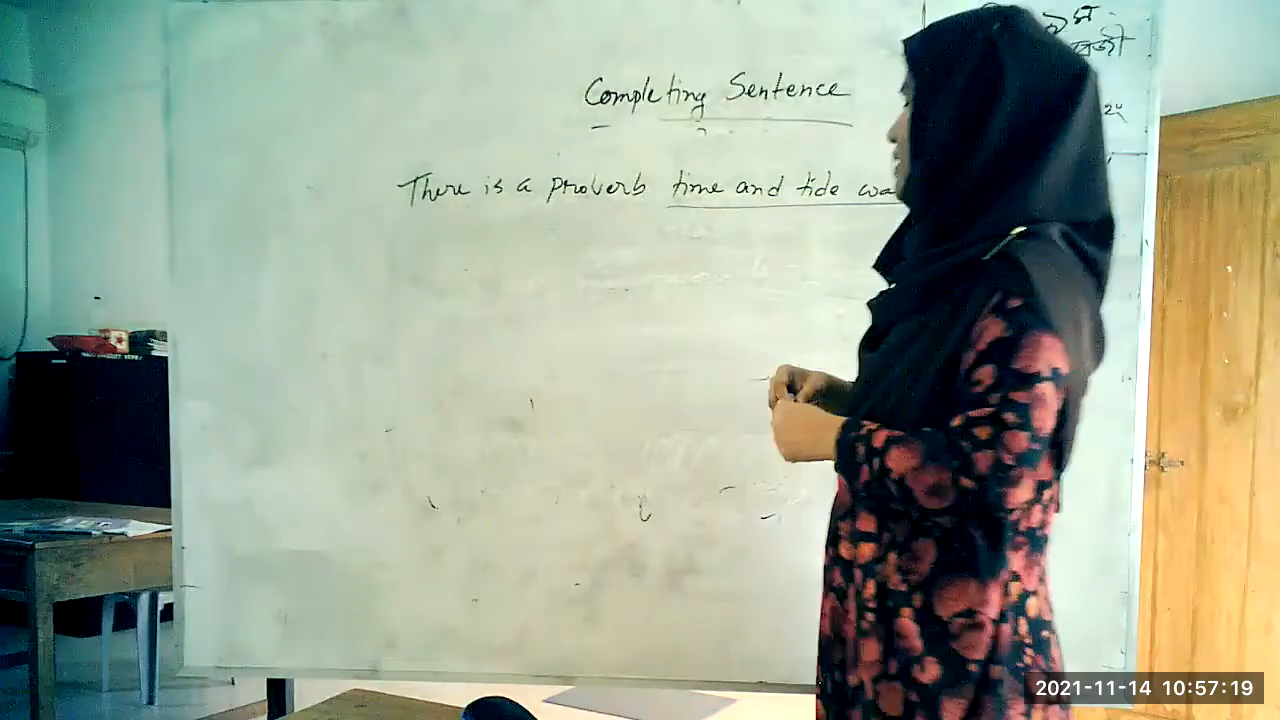 Completing Sentence
There is a proverb time and tide wa
2021-11-14 10:57:19